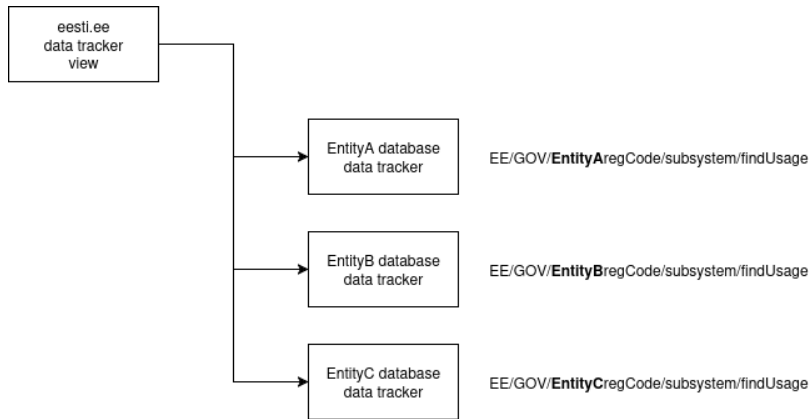 eesti.ee
data tracker
view
EntityA database
data tracker
EE/GOV/EntityAregCode/subsystem/findUsage
EntityB database
data tracker
EE/GOV/EntityBregCode/subsystem/findUsage
EntityC database
data tracker
EE/GOV/EntityCregCode/subsystem/findUsage